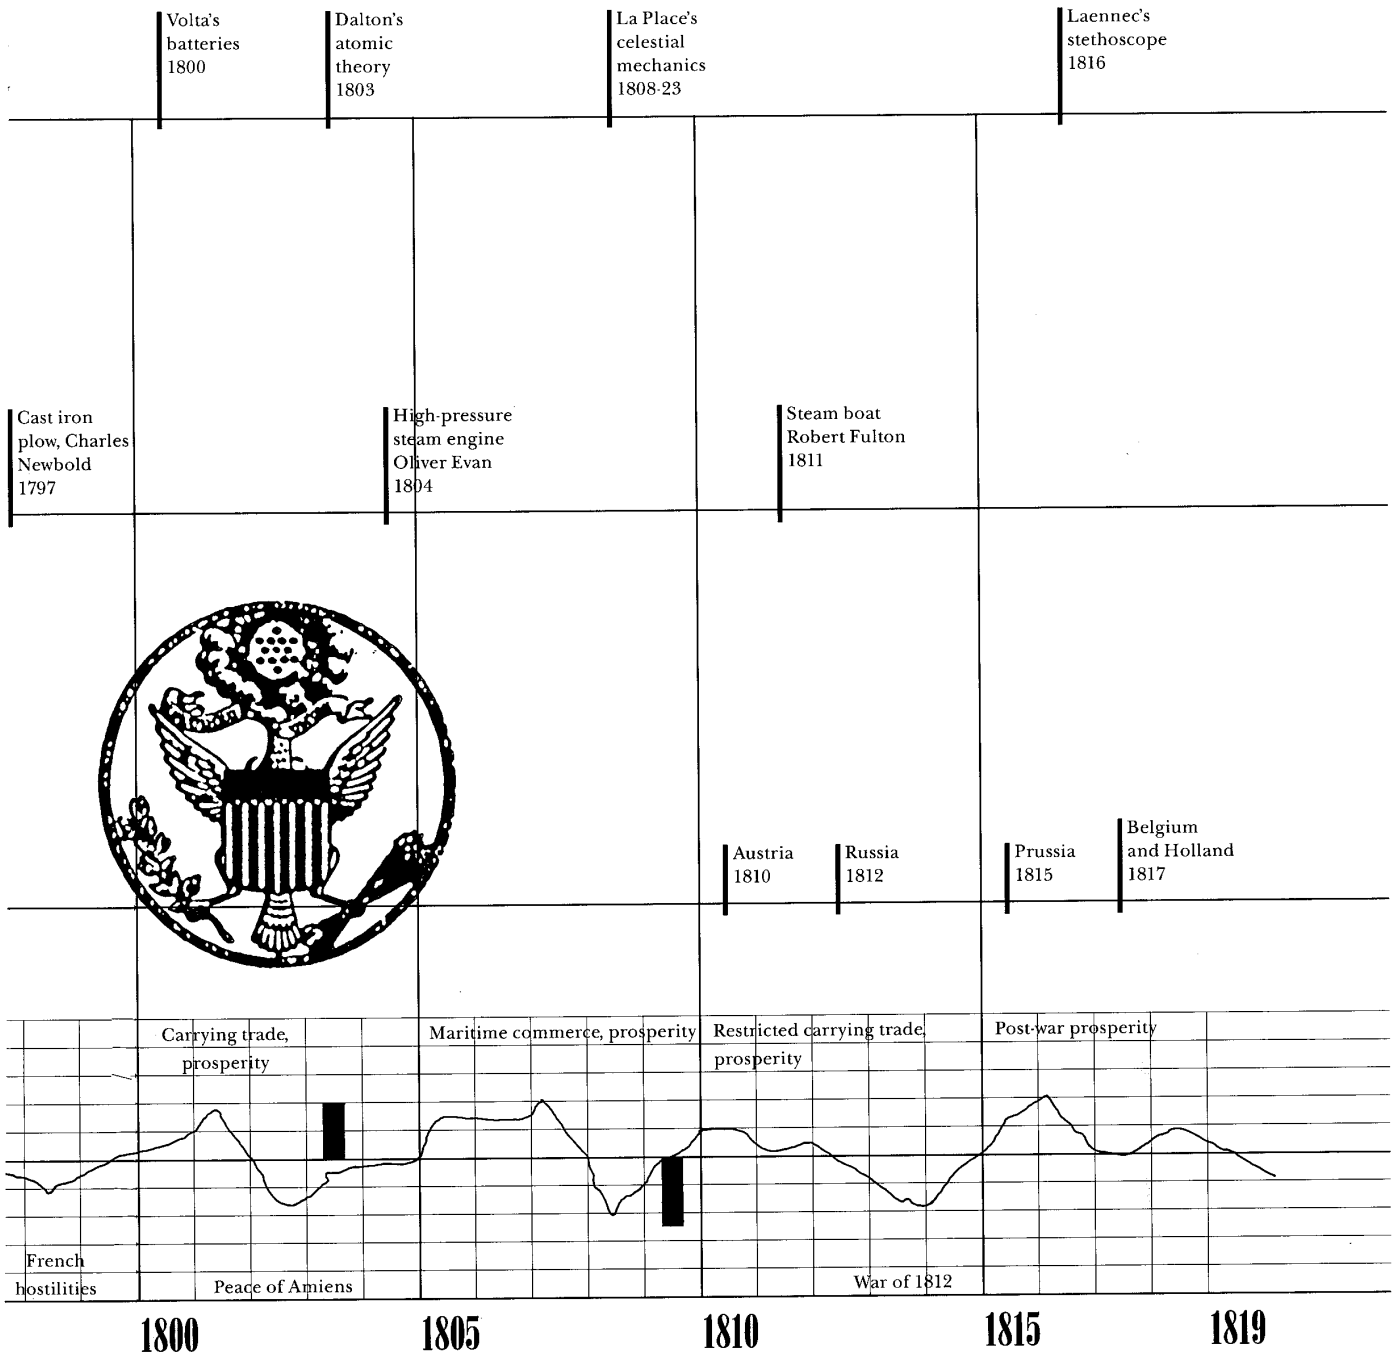 Volta's
batteries
1800
Dalton's
atomic
theory
1803
La Place's
celestial
mechanics
1808-23
Laennec's
stethoscope
1816
Cast iron
plow, Charles
Newbold
1797
High-pressure
steam engine
Oliver Evan
1804
Steam boat
Robert Fulton
1811
Austria
1810
Russia
1812
Prussia
1815
Belgium
and Holland
1817
Carrying trade,
prosperity
Maritime commerce, prosperity
Restricted carrying trade,
prosperity
Post-war prosperity
French
hostilities
Peace of Amiens
War of 1812
1800
1805
1810
1815
1819